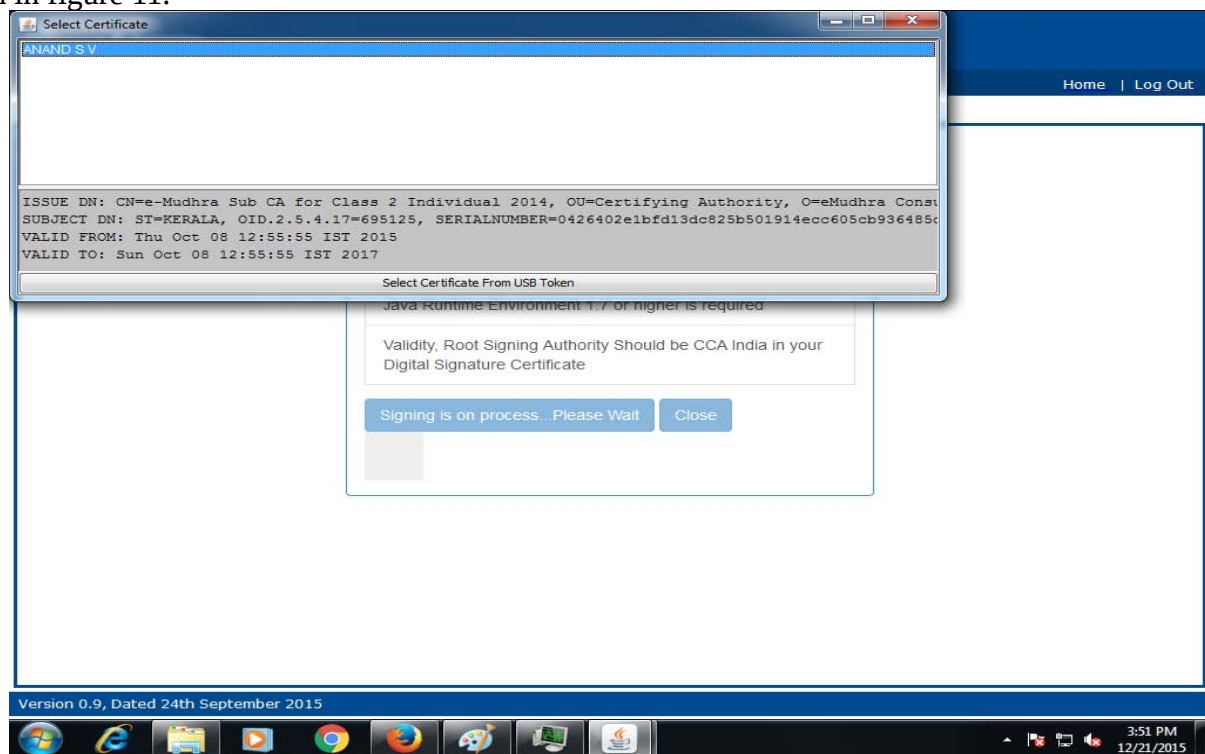 in figure 11.
Select Certificate
ANAND S V
Home | Log Out
ISSUE DN: CN=e-Mudhra Sub CA for Class 2 Individual 2014, OU=Certifying Authority, O=eMudhra Consu
SUBJECT DN: ST=KERALA, OID.2.5.4.17=695125, SERIALNUMBER=0426402e1bfd13dc825b501914ecc605cb936485c
VALID FROM: Thu Oct 08 12:55:55 IST 2015
VALID TO: Sun Oct 08 12:55:55 IST 2017
Select Certificate From USB Token
Java Runtime Environment 1.7 or higher is required
Validity, Root Signing Authority Should be CCA India in your
Digital Signature Certificate
Signing is on process...Please Wait Close
Version 0.9, Dated 24th September 2015
3:51 PM
12/21/2015